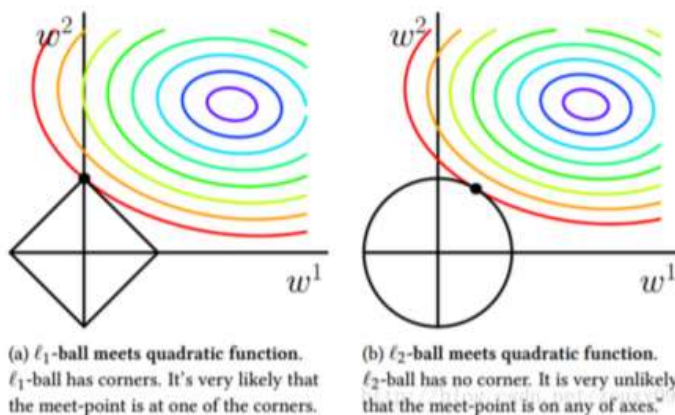 w²
w¹
w²
w¹
(a) ℓ₁-ball meets quadratic function.
ℓ₁-ball has corners. It's very likely that
the meet-point is at one of the corners.
(b) ℓ₂-ball meets quadratic function.
ℓ₂-ball has no corner. It is very unlikely
that the meet-point is on any of axes."